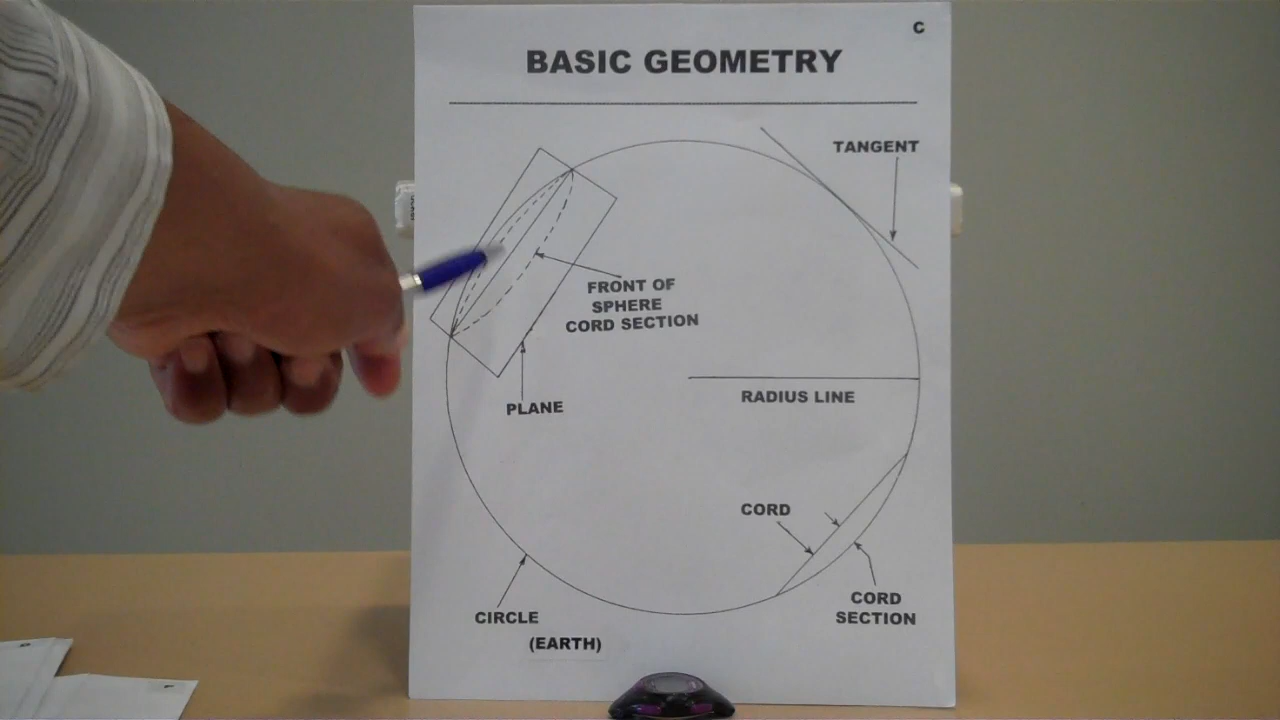 C
BASIC GEOMETRY
TANGENT
FRONT OF
SPHERE
CORD SECTION
PLANE
RADIUS LINE
CORD
CORD
SECTION
CIRCLE
(EARTH)